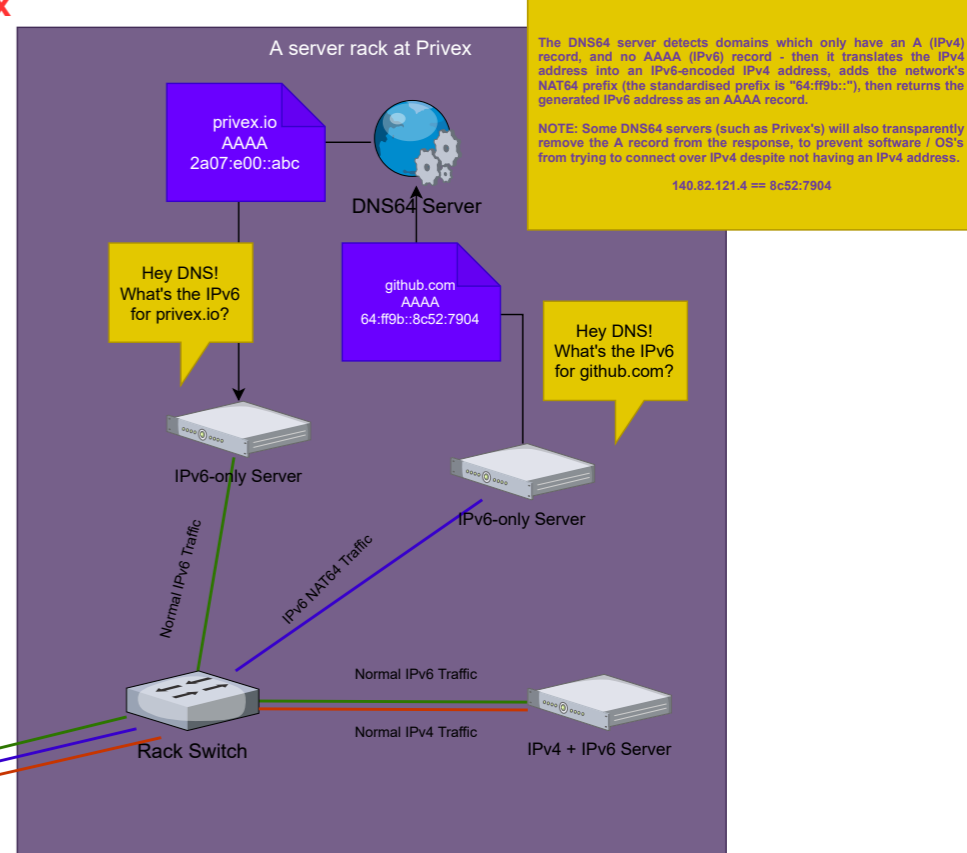 x
A server rack at Privex
The DNS64 server detects domains which only have an A (IPv4)
record, and no AAAA (IPv6) record - then it translates the IPv4
address into an IPv6-encoded IPv4 address, adds the network's
NAT64 prefix (the standardised prefix is "64:ff9b::"), then returns the
generated IPv6 address as an AAAA record.
NOTE: Some DNS64 servers (such as Privex's) will also transparently
remove the A record from the response, to prevent software / OS's
from trying to connect over IPv4 despite not having an IPv4 address.
140.82.121.4 == 8c52:7904
privex.io
AAAA
2a07:e00::abc
DNS64 Server
Hey DNS!
What's the IPv6
for privex.io?
github.com
AAAA
64:ff9b::8c52:7904
Hey DNS!
What's the IPv6
for github.com?
IPv6-only Server
IPv6-only Server
Normal IPv6 Traffic
IPv6 NAT64 Traffic
Normal IPv6 Traffic
Normal IPv4 Traffic
Rack Switch
IPv4 + IPv6 Server